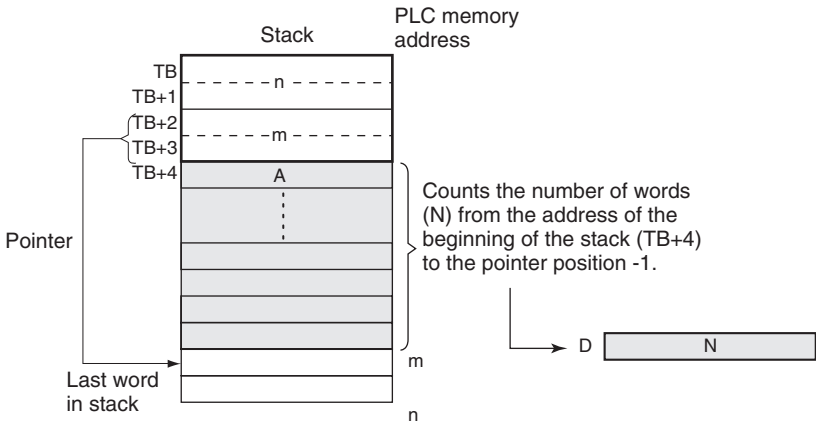 Stack
PLC memory
address
TB
n
TB+1
TB+2
m
TB+3
TB+4
A
Pointer
Counts the number of words
(N) from the address of the
beginning of the stack (TB+4)
to the pointer position -1.
D
N
m
Last word
in stack
n